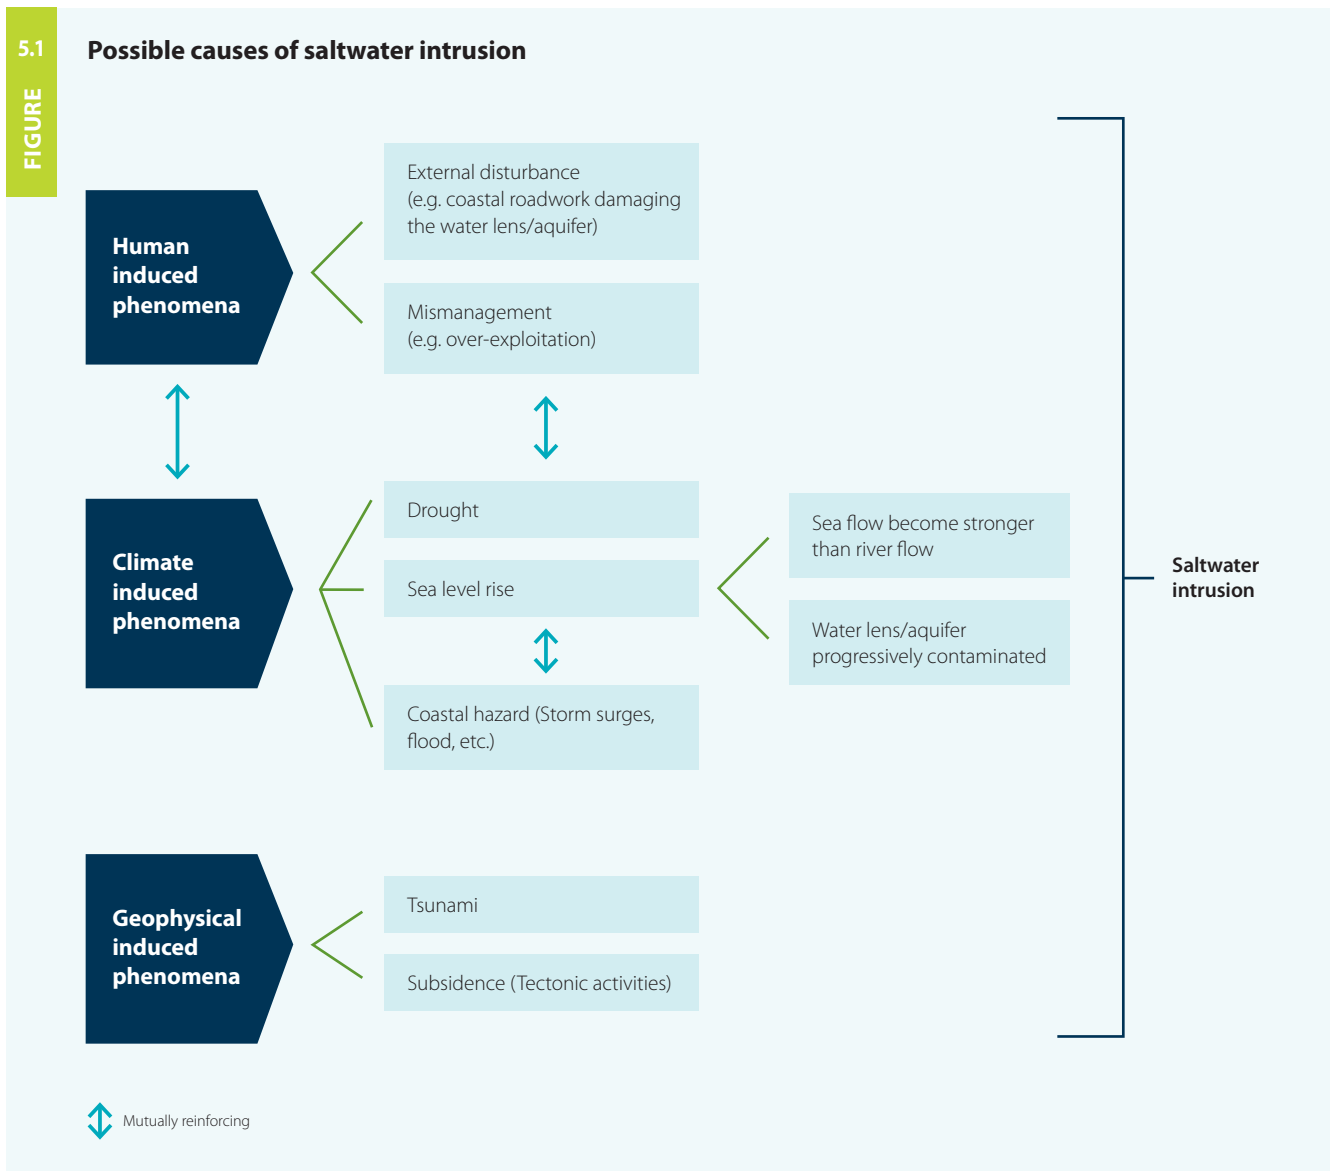 5.1
FIGURE
Possible causes of saltwater intrusion
Human
induced
phenomena
External disturbance
(e.g. coastal roadwork damaging
the water lens/aquifer)
Mismanagement
(e.g. over-exploitation)
Climate
induced
phenomena
Drought
Sea level rise
Coastal hazard (Storm surges,
flood, etc.)
Sea flow become stronger
than river flow
Water lens/aquifer
progressively contaminated
Saltwater
intrusion
Geophysical
induced
phenomena
Tsunami
Subsidence (Tectonic activities)
Mutually reinforcing